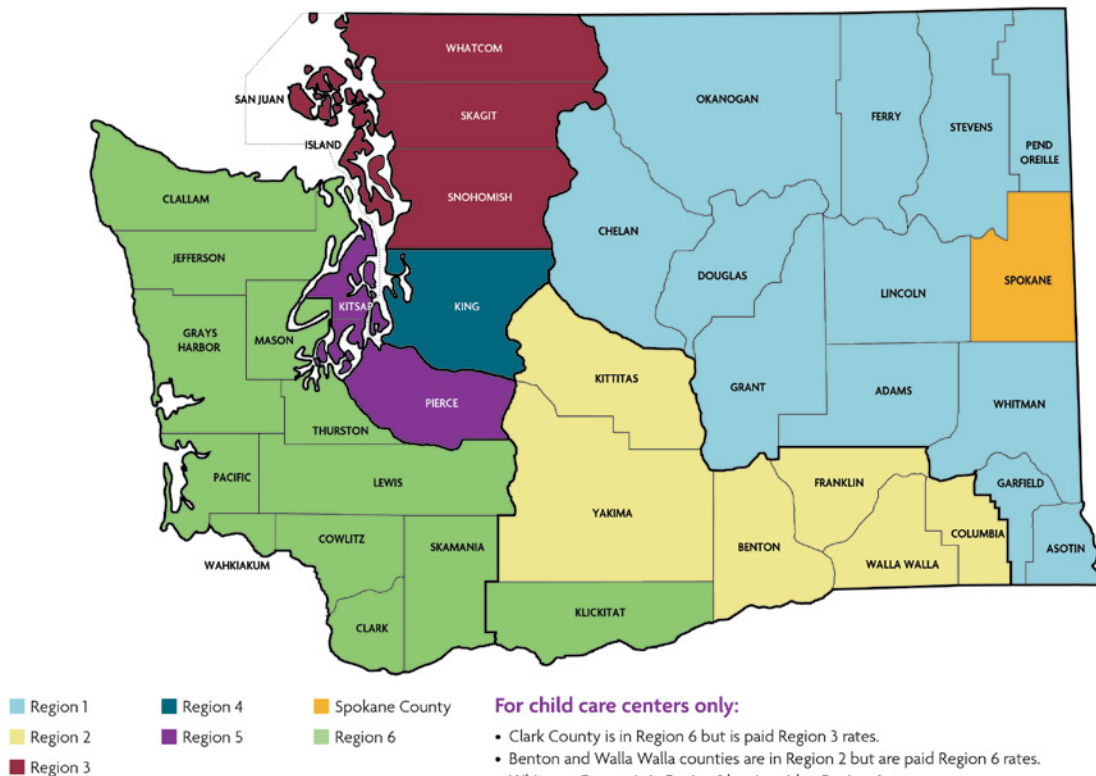 WHATCOM
SAN JUAN
SKAGIT
ISLAND
SNOHOMISH
OKANOGAN
FERRY
STEVENS
PEND
OREILLE
CLALLAM
JEFFERSON
CHELAN
DOUGLAS
LINCOLN
SPOKANE
KITSAP
KING
GRAYS
HARBOR
MASON
KITTITAS
GRANT
ADAMS
WHITMAN
PIERCE
THURSTON
PACIFIC
LEWIS
YAKIMA
BENTON
FRANKLIN
GARFIELD
COLUMBIA
WALLA WALLA
ASOTIN
WAHKIAKUM
COWLITZ
SKAMANIA
CLARK
KLICKITAT
Region 1
Region 2
Region 3
Region 4
Region 5
Spokane County
Region 6
For child care centers only:
• Clark County is in Region 6 but is paid Region 3 rates.
• Benton and Walla Walla counties are in Region 2 but are paid Region 6 rates.